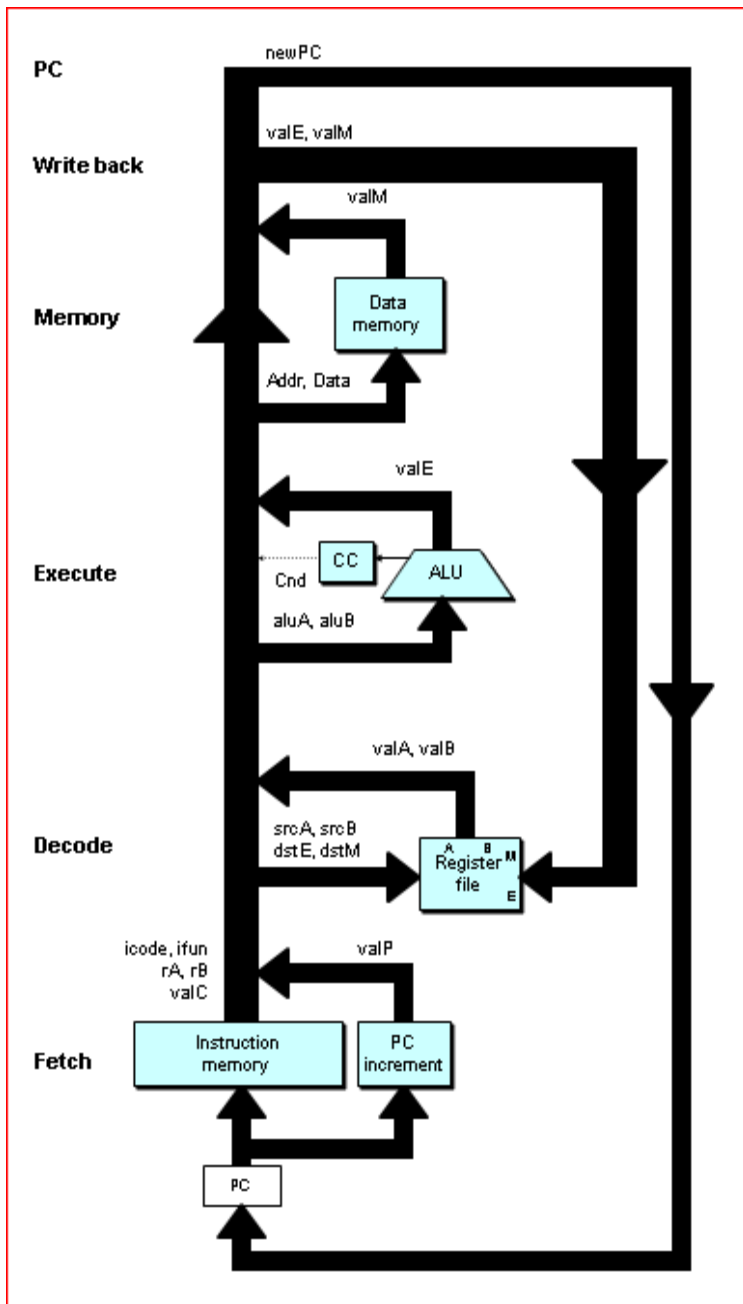 newPC
PC
valE, valM
Write back
valM
Data
memory
Memory
Addr, Data
valE
CC
ALU
Execute
Cnd
aluA, aluB
valA, valB
srcA, srcB
dstE, dstM
Decode
A B
M
Register
file
E
icode, ifun
rA, rB
valC
valP
Instruction
memory
PC
increment
Fetch
PC